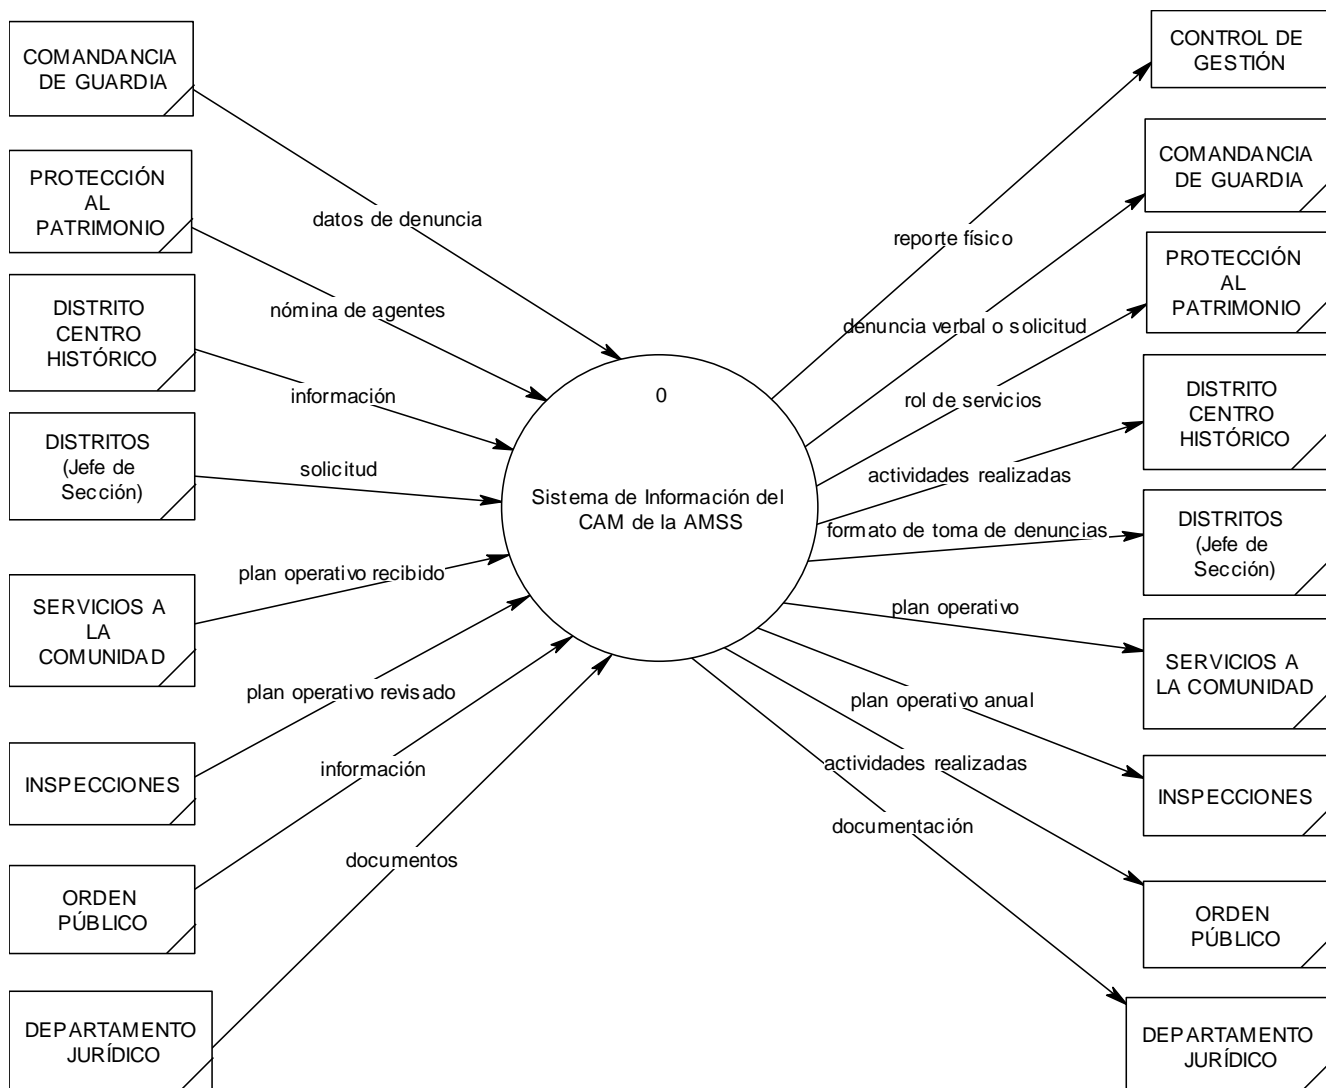 COMANDANCIA
DE GUARDIA
PROTECCIÓN
AL
PATRIMONIO
DISTRITO
CENTRO
HISTÓRICO
DISTRITOS
(Jefe de
Sección)
SERVICIOS A
LA
COMUNIDAD
INSPECCIONES
ORDEN
PÚBLICO
DEPARTAMENTO
JURÍDICO
datos de denuncia
nómina de agentes
información
solicitud
plan operativo recibido
plan operativo revisado
información
documentos
0
Sistema de Información del
CAM de la AMSS
reporte físico
denuncia verbal o solicitud
rol de servicios
actividades realizadas
formato de toma de denuncias
plan operativo
plan operativo anual
actividades realizadas
documentación
CONTROL DE
GESTIÓN
COMANDANCIA
DE GUARDIA
PROTECCIÓN
AL
PATRIMONIO
DISTRITO
CENTRO
HISTÓRICO
DISTRITOS
(Jefe de
Sección)
SERVICIOS A
LA COMUNIDAD
INSPECCIONES
ORDEN
PÚBLICO
DEPARTAMENTO
JURÍDICO